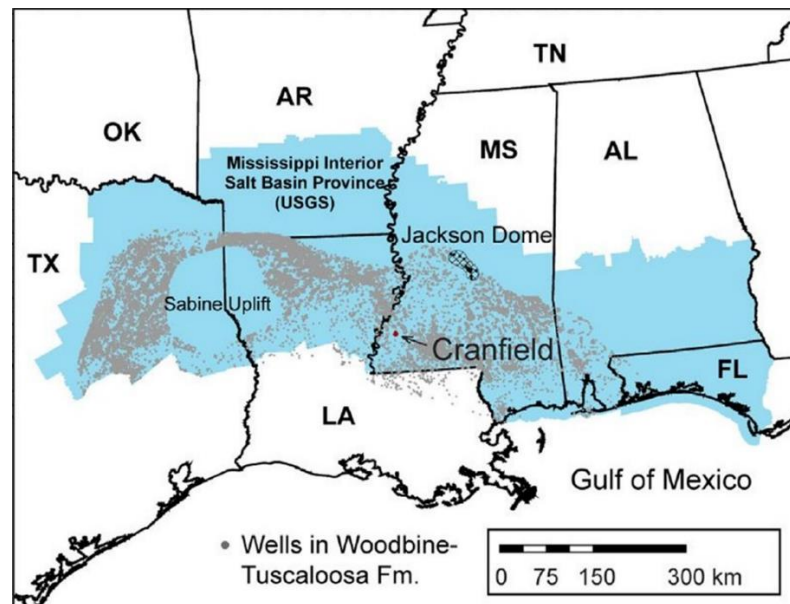 TN
AR
OK
MS
AL
Mississippi Interior
Salt Basin Province
(USGS)
Jackson Dome
TX
Sabine Uplift
Cranfield
FL
LA
Gulf of Mexico
Wells in Woodbine-
Tuscaloosa Fm.
0 75 150 300 km